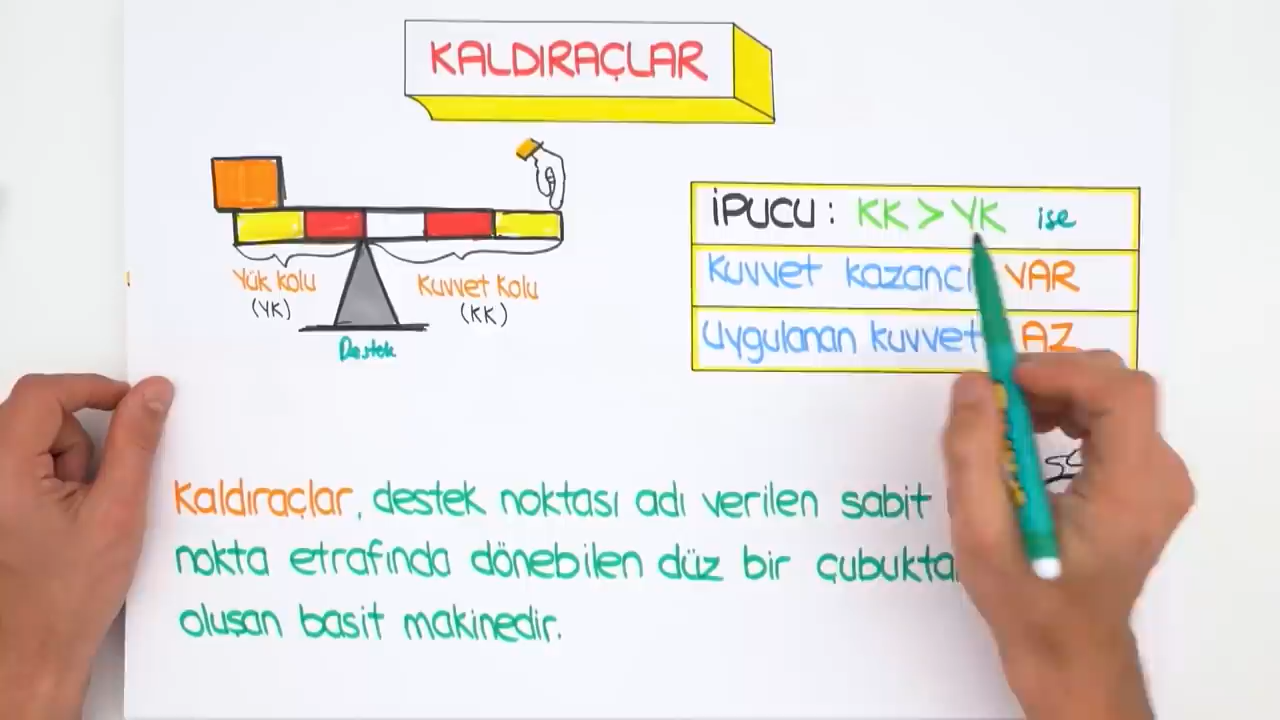 KALDIRAÇLAR
Yük kolu
(YK)
Kuvvet Kolu
(KK)
Destek
İPUCU : KK > YK ise
Kuvvet kazancı VAR
Uygulanan kuvvet AZ
Kaldıraçlar, destek noktası adı verilen sabit
nokta etrafında dönebilen düz bir
oluşan basit makinedir.